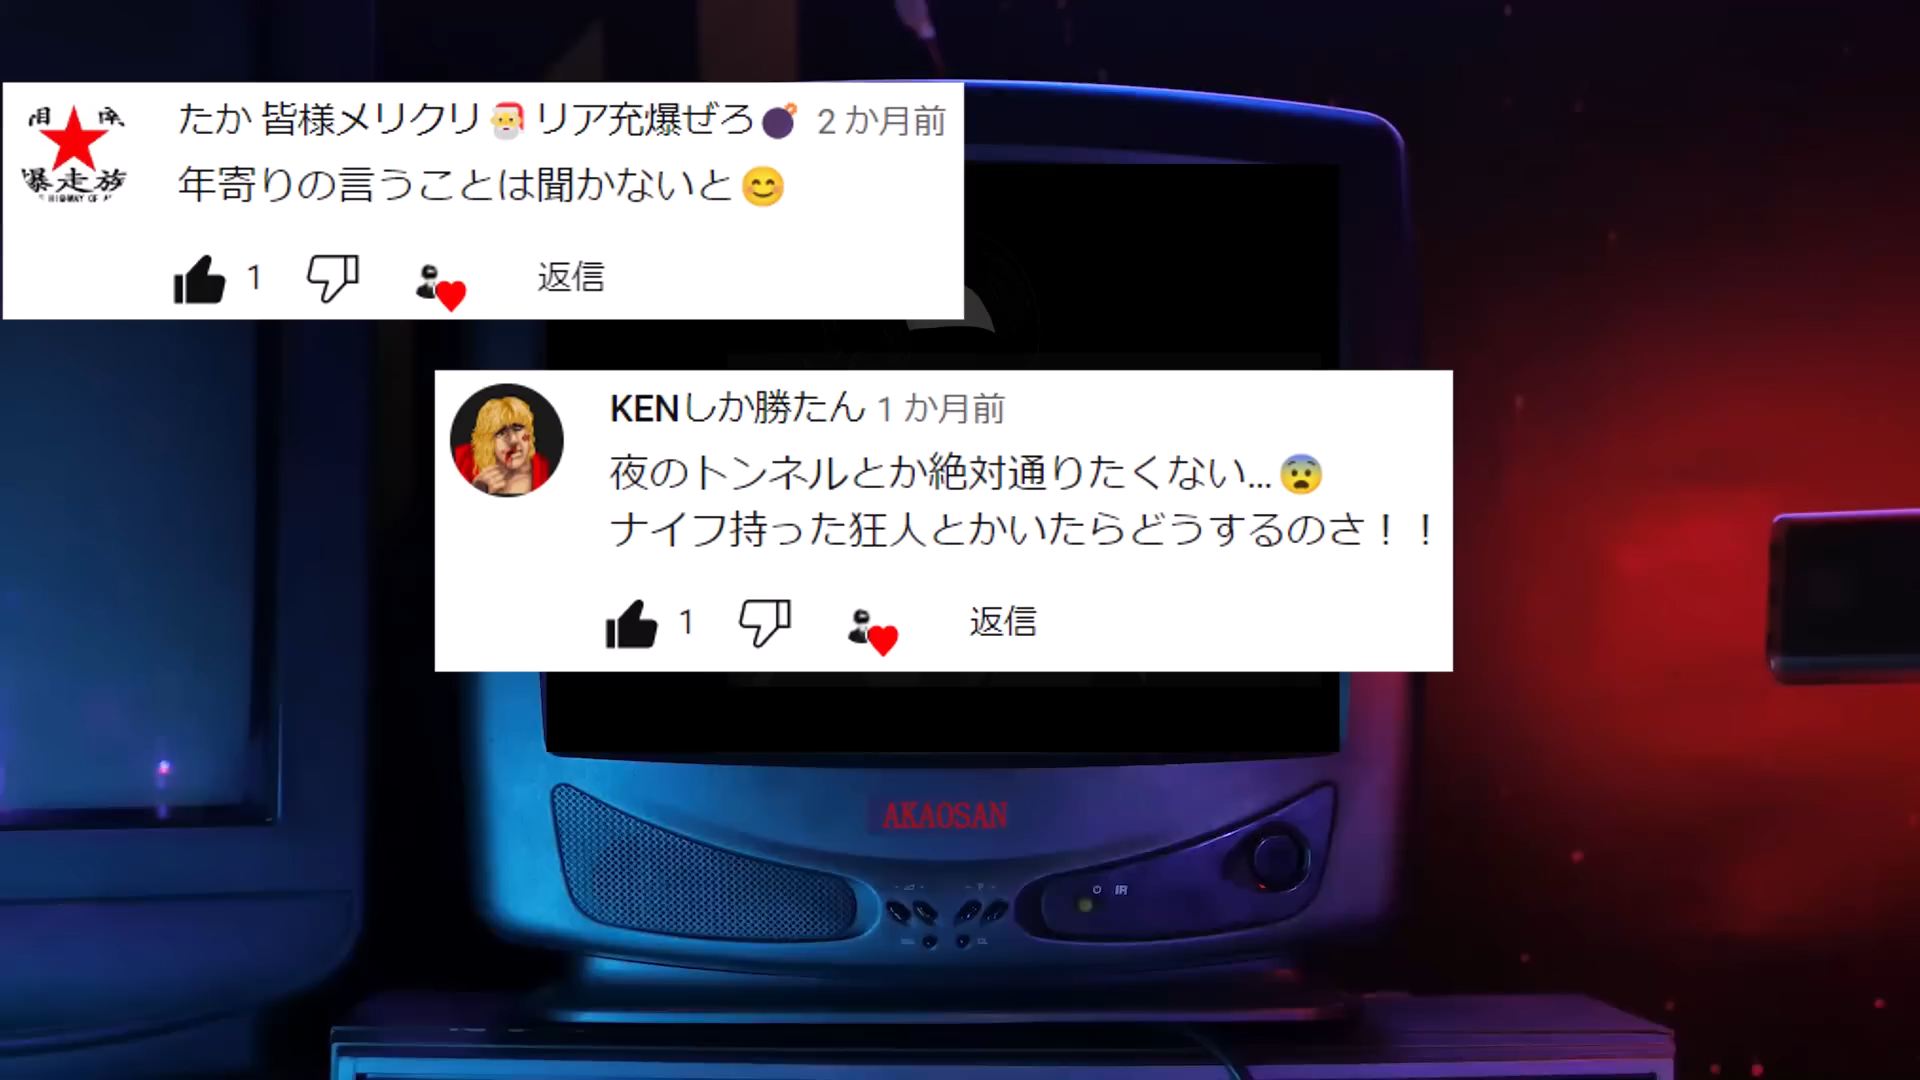 たか 皆様メリクリ🎅リア充爆ぜろ💣 2 か月前
年寄りの言うことは聞かないと😊
1 返信
爆走族
KENしか勝たん 1 か月前
夜のトンネルとか絶対通りたくない...😨
ナイフ持った狂人とかいたらどうするのさ！！
1 返信
AKAOSAN